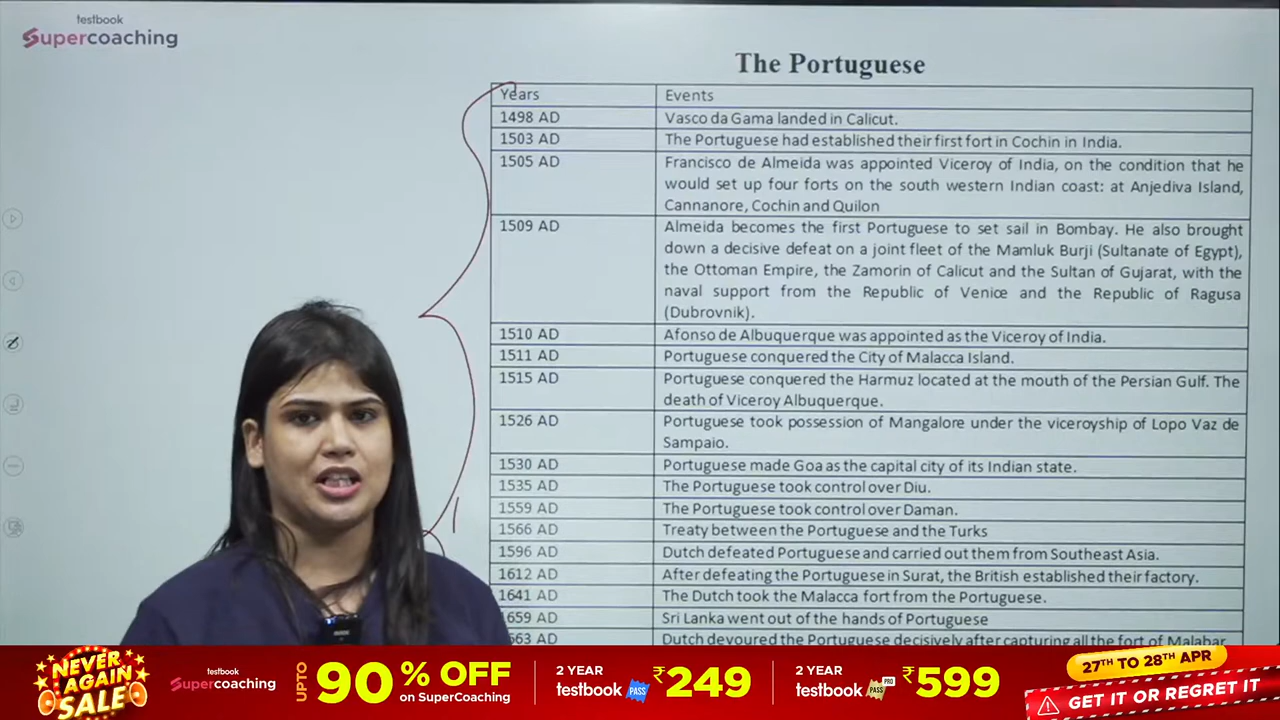 testbook
Supercoaching
The Portuguese
Years Events
1498 AD Vasco da Gama landed in Calicut.
1503 AD The Portuguese had established their first fort in Cochin in India.
1505 AD Francisco de Almeida was appointed Viceroy of India, on the condition that he
would set up four forts on the south western Indian coast: at Anjediva Island,
Cannanore, Cochin and Quilon
1509 AD Almeida becomes the first Portuguese to set sail in Bombay. He also brought
down a decisive defeat on a joint fleet of the Mamluk Burji (Sultanate of Egypt),
the Ottoman Empire, the Zamorin of Calicut and the Sultan of Gujarat, with the
naval support from the Republic of Venice and the Republic of Ragusa
(Dubrovnik).
1510 AD Afonso de Albuquerque was appointed as the Viceroy of India.
1511 AD Portuguese conquered the City of Malacca Island.
1515 AD Portuguese conquered the Harmuz located at the mouth of the Persian Gulf. The
death of Viceroy Albuquerque.
1526 AD Portuguese took possession of Mangalore under the viceroyship of Lopo Vaz de
Sampaio.
1530 AD Portuguese made Goa as the capital city of its Indian state.
1535 AD The Portuguese took control over Diu.
1559 AD The Portuguese took control over Daman.
1566 AD Treaty between the Portuguese and the Turks
1596 AD Dutch defeated Portuguese and carried out them from Southeast Asia.
1612 AD After defeating the Portuguese in Surat, the British established their factory.
1641 AD The Dutch took the Malacca fort from the Portuguese.
659 AD Sri Lanka went out of the hands of Portuguese
663 AD Dutch devoured the Portuguese decisively after capturing all the fort of Malabar
NEVER AGAIN SALE
testbook
Supercoaching
UPTO 90% OFF
on SuperCoaching
2 YEAR
testbook PASS
₹249
2 YEAR
testbook PASS PRO
₹599
27TH TO 28TH APR
GET IT OR REGRET IT